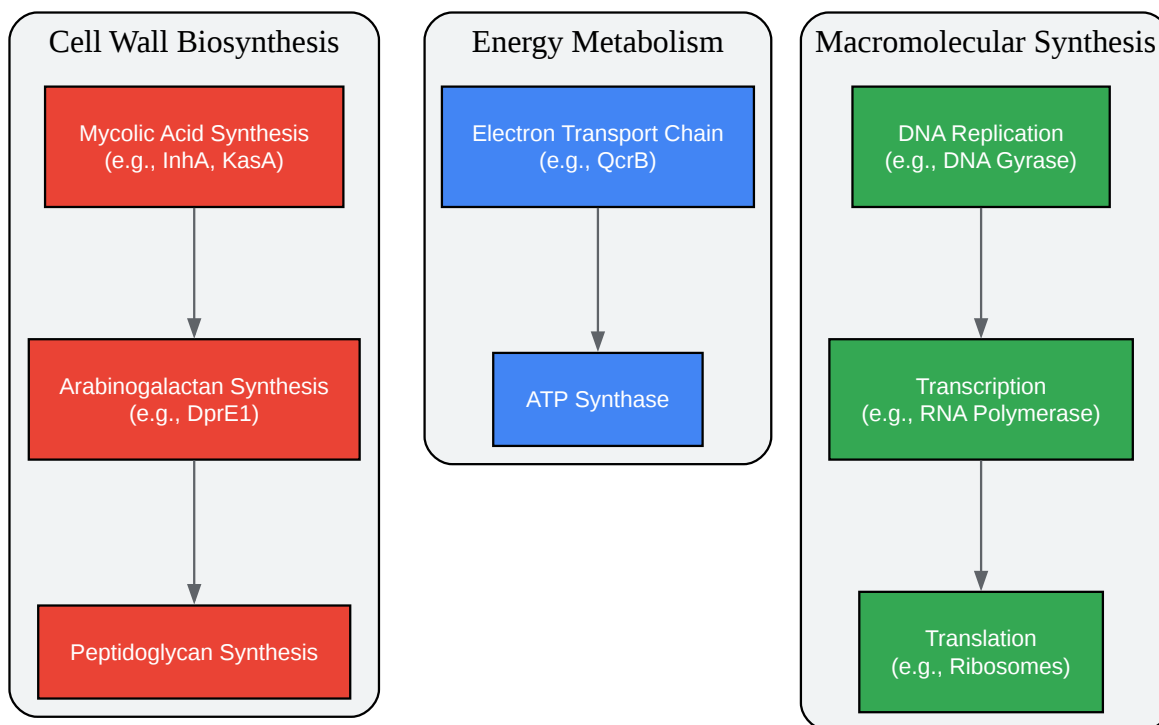 Cell Wall Biosynthesis
Mycolic Acid Synthesis
(e.g., InhA, KasA)
Arabinogalactan Synthesis
(e.g., DprE1)
Peptidoglycan Synthesis
Energy Metabolism
Electron Transport Chain
(e.g., QcrB)
ATP Synthase
Macromolecular Synthesis
DNA Replication
(e.g., DNA Gyrase)
Transcription
(e.g., RNA Polymerase)
Translation
(e.g., Ribosomes)